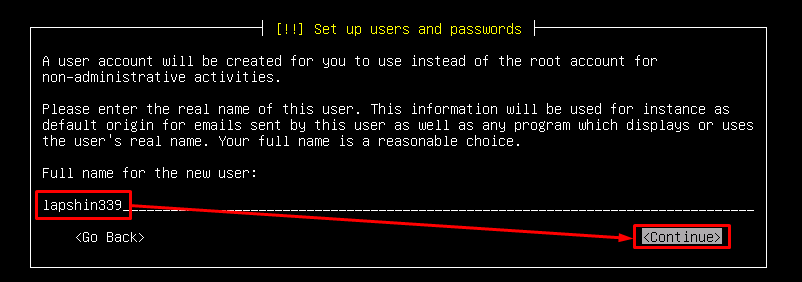 [!!] Set up users and passwords
A user account will be created for you to use instead of the root account for
non-administrative activities.
Please enter the real name of this user. This information will be used for instance as
default origin for emails sent by this user as well as any program which displays or uses
the user's real name. Your full name is a reasonable choice.
Full name for the new user:
lapshin339_
<Go Back> <Continue>